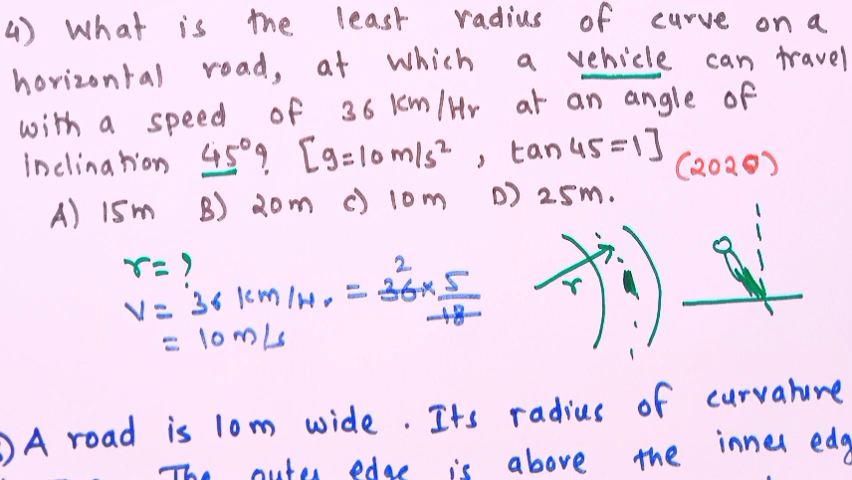 4) What is the least radius of curve on a
horizontal road, at which a vehicle can travel
with a speed of 36 km/Hr at an angle of
inclination 45°? [g=10m/s², tan45=1]
(2020)
A) 15m B) 20m C) 10m D) 25m.
r=?
V= 36 km/Hr. = 36 × 5/18
2
= 10m/s
r
) A road is 10m wide. Its radius of curvature
The outer edge is above the inner edg